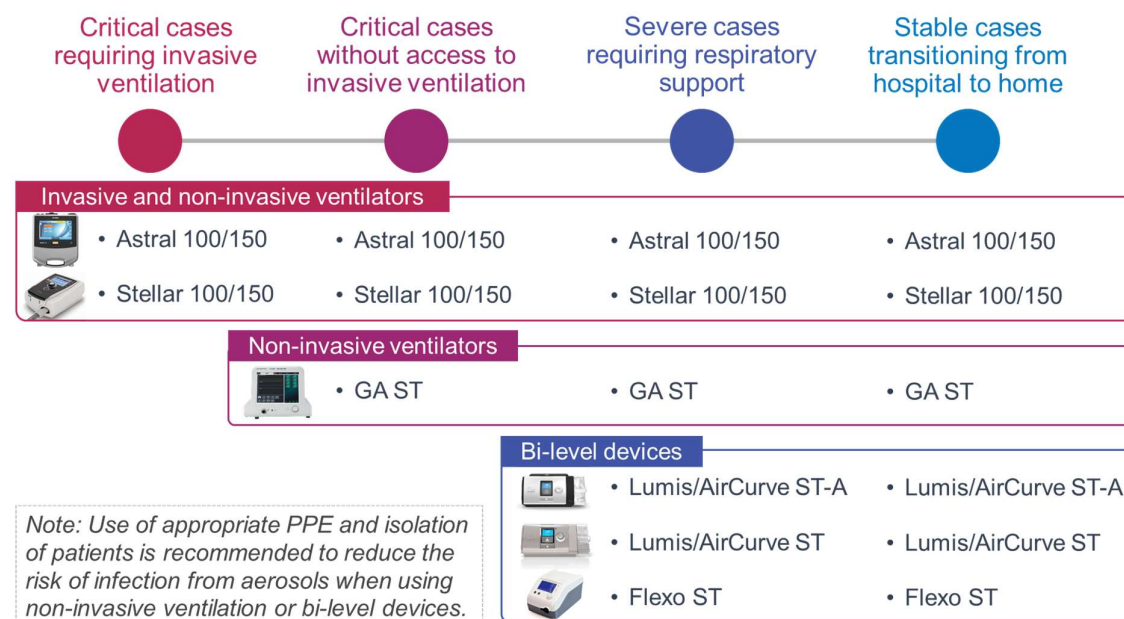 Critical cases
requiring invasive
ventilation
Critical cases
without access to
invasive ventilation
Severe cases
requiring respiratory
support
Stable cases
transitioning from
hospital to home
Invasive and non-invasive ventilators
• Astral 100/150
• Astral 100/150
• Astral 100/150
• Astral 100/150
• Stellar 100/150
• Stellar 100/150
• Stellar 100/150
• Stellar 100/150
Non-invasive ventilators
• GA ST
• GA ST
• GA ST
Bi-level devices
• Lumis/AirCurve ST-A
• Lumis/AirCurve ST-A
• Lumis/AirCurve ST
• Lumis/AirCurve ST
• Flexo ST
• Flexo ST
Note: Use of appropriate PPE and isolation
of patients is recommended to reduce the
risk of infection from aerosols when using
non-invasive ventilation or bi-level devices.